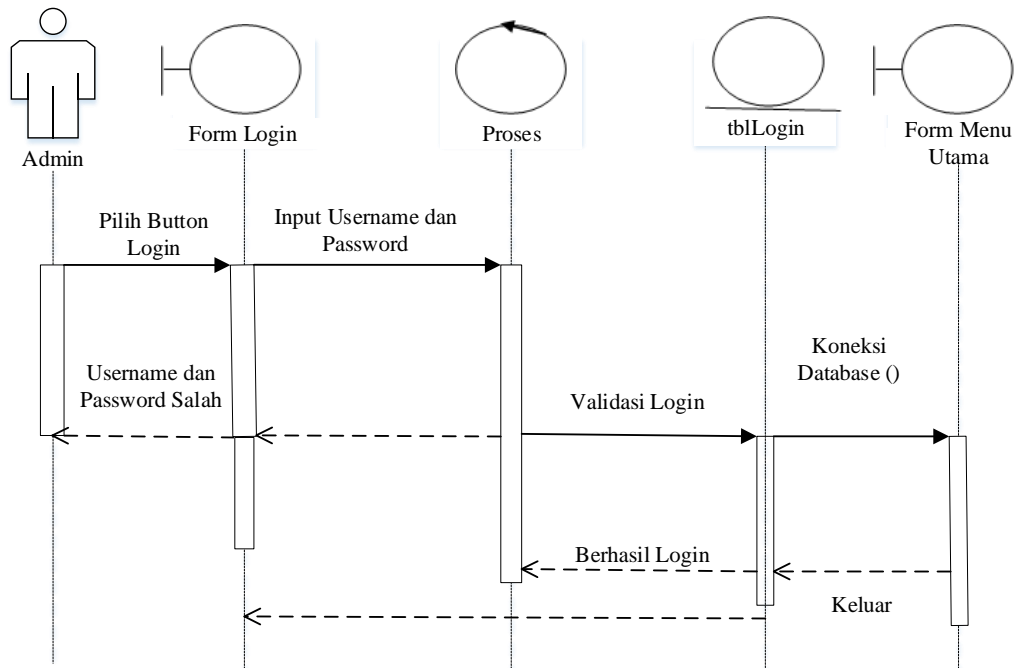 Admin
Form Login
Proses
tblLogin
Form Menu
Utama
Pilih Button
Login
Input Username dan
Password
Username dan
Password Salah
Validasi Login
Koneksi
Database ()
Berhasil Login
Keluar